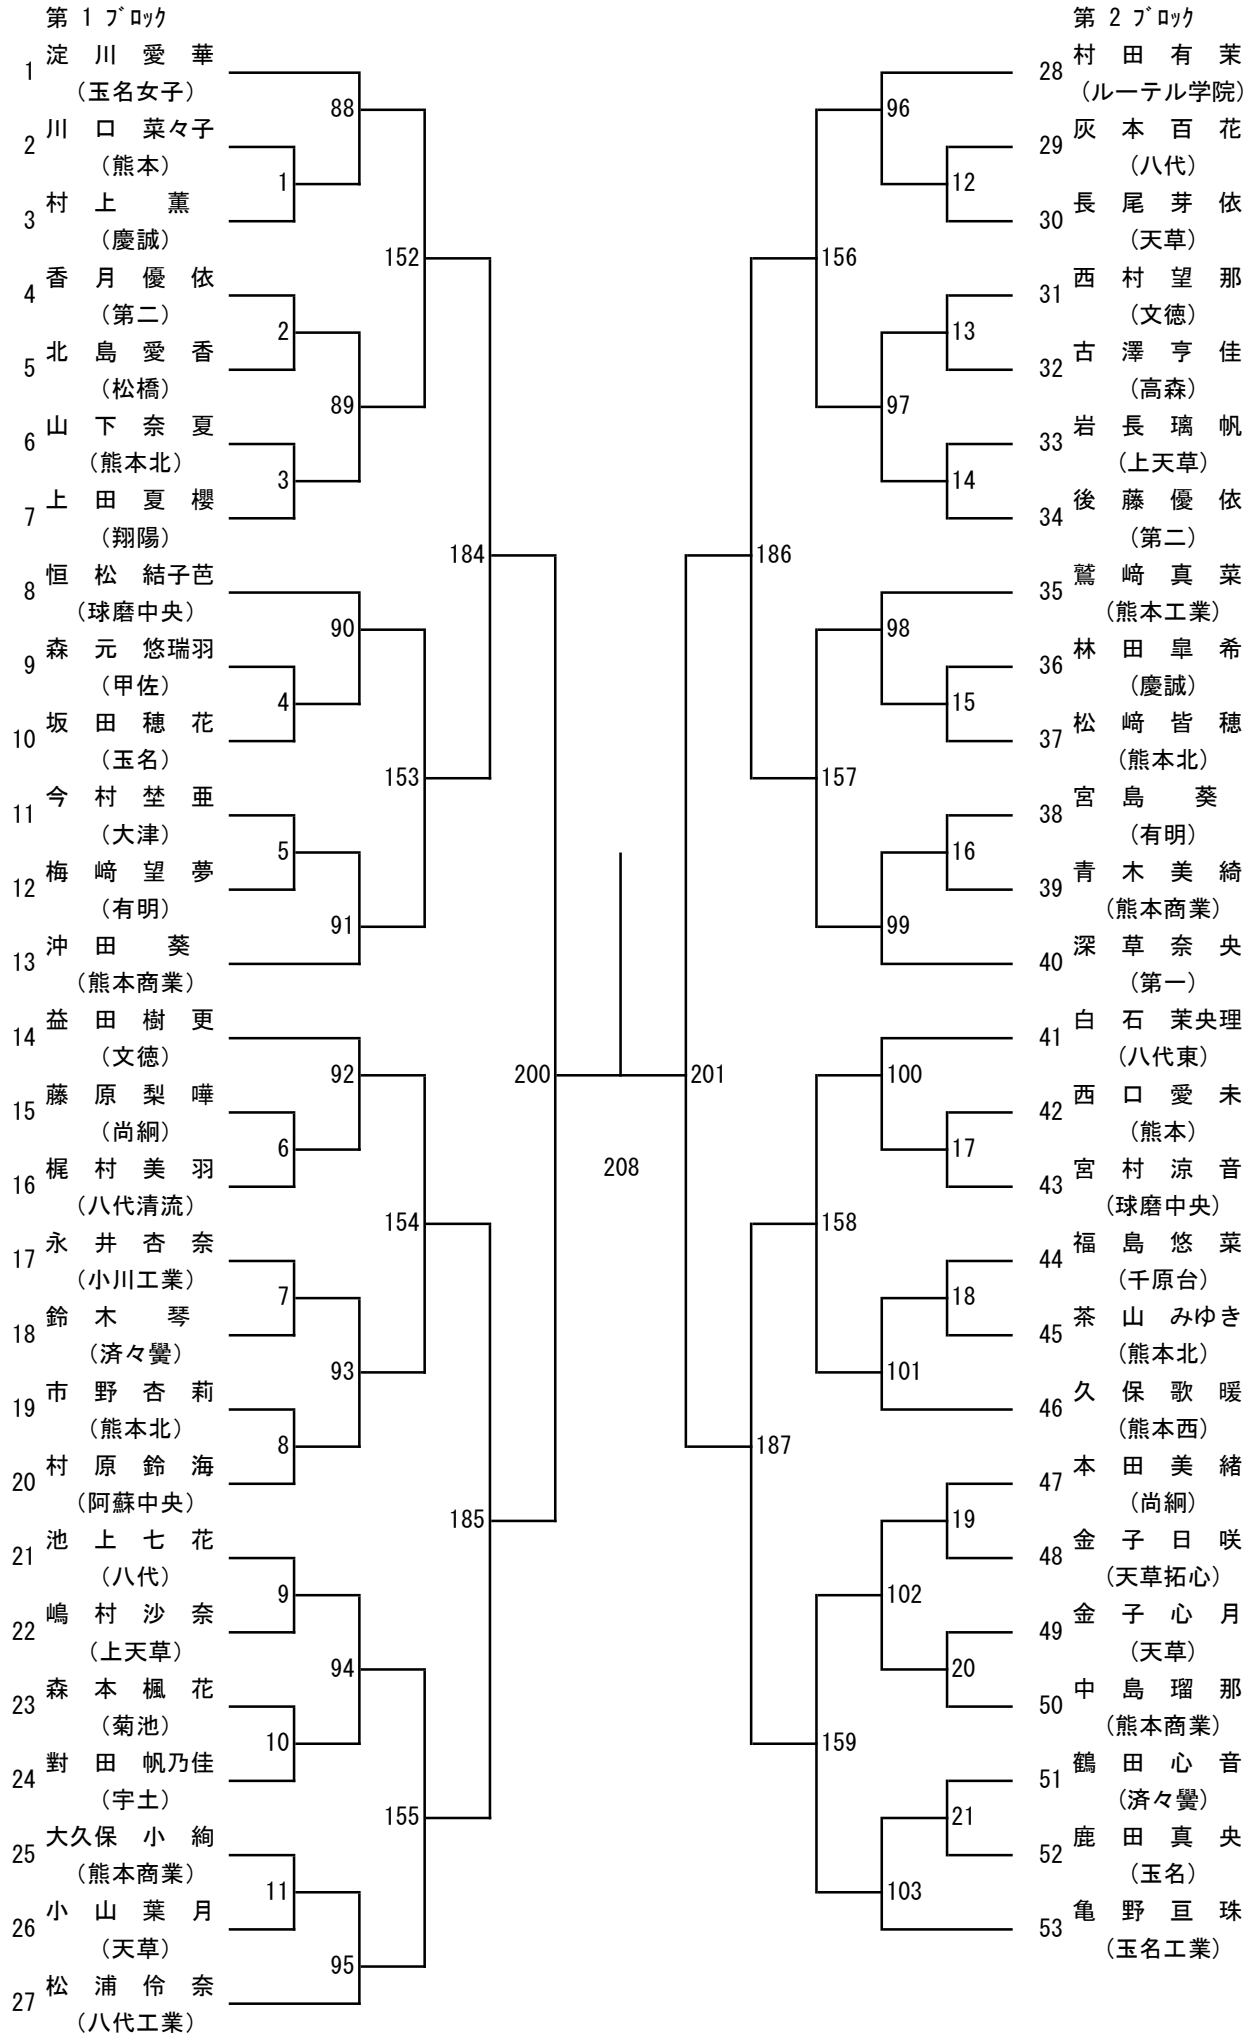 第 1 ブロック
1 淀 川 愛 華
(玉名女子)
88
2 川 口 菜々子
(熊本)
1
3 村 上 薫
(慶誠)
152
4 香 月 優 依
(第二)
2
5 北 島 愛 香
(松橋)
89
6 山 下 奈 夏
(熊本北)
3
7 上 田 夏 櫻
(翔陽)
184
8 恒 松 結子芭
(球磨中央)
90
9 森 元 悠瑞羽
(甲佐)
4
10 坂 田 穂 花
(玉名)
153
11 今 村 埜 亜
(大津)
5
12 梅 﨑 望 夢
(有明)
91
13 沖 田 葵
(熊本商業)
14 益 田 樹 更
(文徳)
92
200
15 藤 原 梨 嘩
(尚絅)
6
16 梶 村 美 羽
(八代清流)
154
17 永 井 杏 奈
(小川工業)
7
18 鈴 木 琴
(済々黌)
93
19 市 野 杏 莉
(熊本北)
8
20 村 原 鈴 海
(阿蘇中央)
185
21 池 上 七 花
(八代)
9
22 嶋 村 沙 奈
(上天草)
94
23 森 本 楓 花
(菊池)
10
24 對 田 帆乃佳
(宇土)
155
25 大久保 小 絢
(熊本商業)
11
26 小 山 葉 月
(天草)
95
27 松 浦 伶 奈
(八代工業)
208
第 2 ブロック
28 村 田 有 茉
(ルーテル学院)
96
29 灰 本 百 花
(八代)
12
30 長 尾 芽 依
(天草)
156
31 西 村 望 那
(文徳)
13
32 古 澤 亨 佳
(高森)
97
33 岩 長 璃 帆
(上天草)
14
34 後 藤 優 依
(第二)
186
35 鷲 﨑 真 菜
(熊本工業)
98
36 林 田 皐 希
(慶誠)
15
37 松 﨑 皆 穂
(熊本北)
157
38 宮 島 葵
(有明)
16
39 青 木 美 綺
(熊本商業)
99
40 深 草 奈 央
(第一)
41 白 石 茉央理
(八代東)
201
100
42 西 口 愛 未
(熊本)
17
43 宮 村 涼 音
(球磨中央)
158
44 福 島 悠 菜
(千原台)
18
45 茶 山 みゆき
(熊本北)
101
46 久 保 歌 暖
(熊本西)
187
47 本 田 美 緒
(尚絅)
19
48 金 子 日 咲
(天草拓心)
102
49 金 子 心 月
(天草)
20
50 中 島 瑠 那
(熊本商業)
159
51 鶴 田 心 音
(済々黌)
21
52 鹿 田 真 央
(玉名)
103
53 亀 野 亘 珠
(玉名工業)